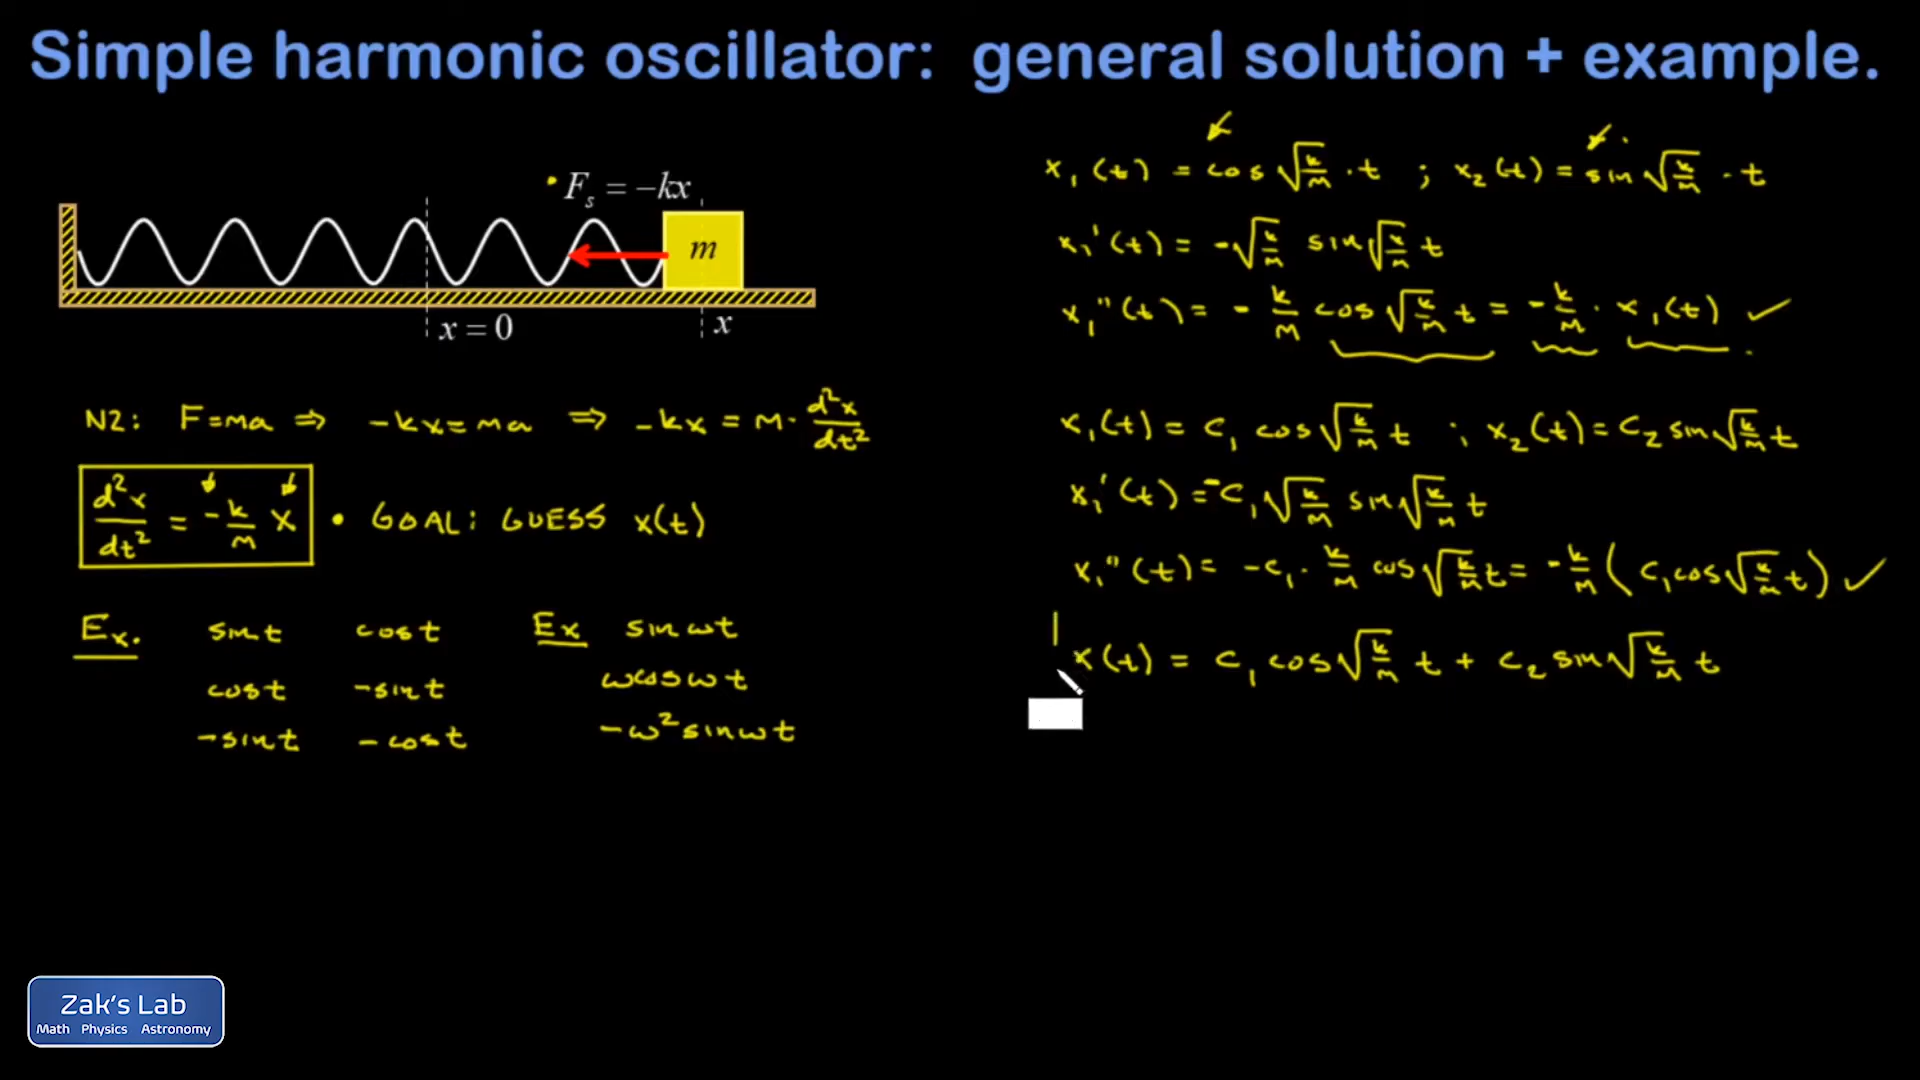 Simple harmonic oscillator: general solution + example.
F_s = −kx
m
x = 0
x
N2: F=ma ⇒ -kx=ma ⇒ -kx = m · d²x/dt²
d²x/dt² = -k/m x • GOAL: GUESS x(t)
Ex. sin t cos t
cos t -sin t
-sin t -cos t
Ex sin ωt
ω cos ωt
-ω² sin ωt
x₁(t) = cos √(k/m) · t ; x₂(t) = sin √(k/m) · t
x₁'(t) = -√(k/m) sin √(k/m) t
x₁''(t) = - k/m cos √(k/m) t = -k/m · x₁(t) ✓
x₁(t) = c₁ cos √(k/m) t ; x₂(t) = c₂ sin √(k/m) t
x₁'(t) = -c₁ √(k/m) sin √(k/m) t
x₁''(t) = -c₁ · k/m cos √(k/m) t = -k/m (c₁ cos √(k/m) t) ✓
x(t) = c₁ cos √(k/m) t + c₂ sin √(k/m) t
Zak's Lab
Math Physics Astronomy